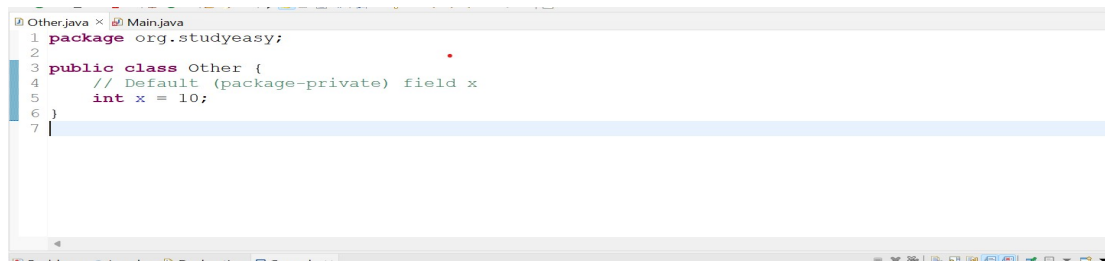 Other.java Main.java
1 package org.studyeasy;
2
3 public class Other {
4 // Default (package-private) field x
5 int x = 10;
6 }
7